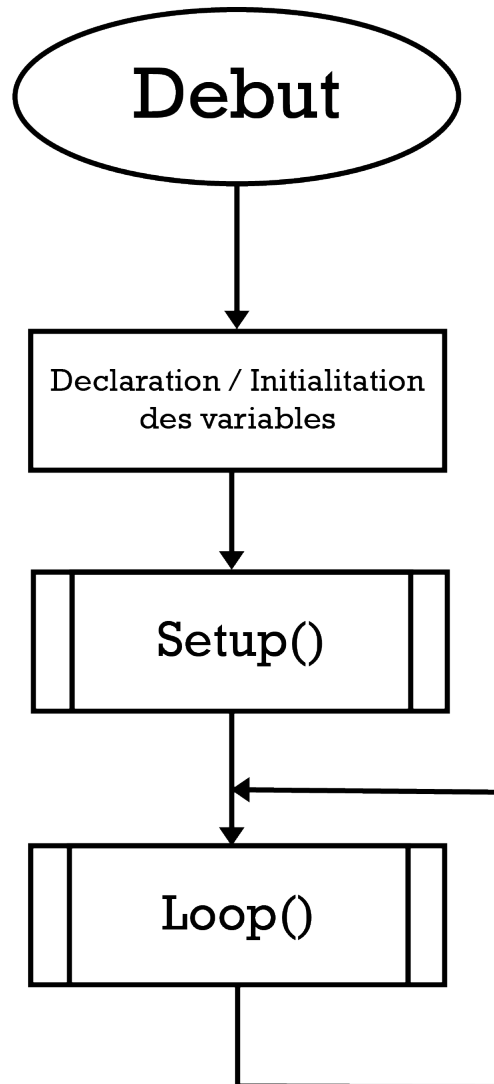 Debut
Declaration / Initialitation
des variables
Setup()
Loop()